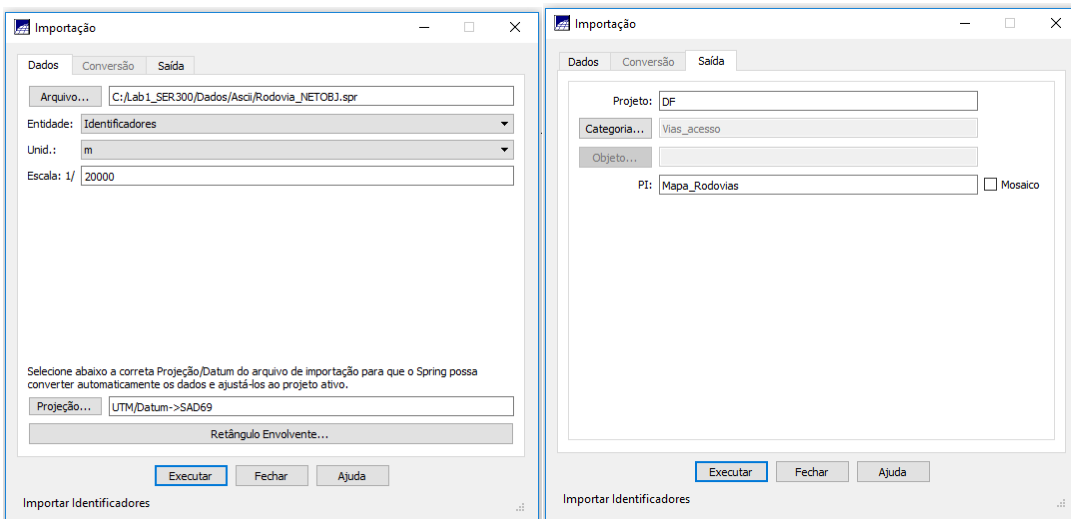 Importação
Dados Conversão Saída
Arquivo... C:/Lab1_SER300/Dados/Ascii/Rodovia_NETOBJ.spr
Entidade: Identificadores
Unid.: m
Escala: 1/ 20000
Selecione abaixo a correta Projeção/Datum do arquivo de importação para que o Spring possa
converter automaticamente os dados e ajustá-los ao projeto ativo.
Projeção... UTM/Datum->SAD69
Retângulo Envolvente...
Executar Fechar Ajuda
Importar Identificadores
Importação
Dados Conversão Saída
Projeto: DF
Categoria... Vias_acesso
Objeto...
PI: Mapa_Rodovias Mosaico
Executar Fechar Ajuda
Importar Identificadores